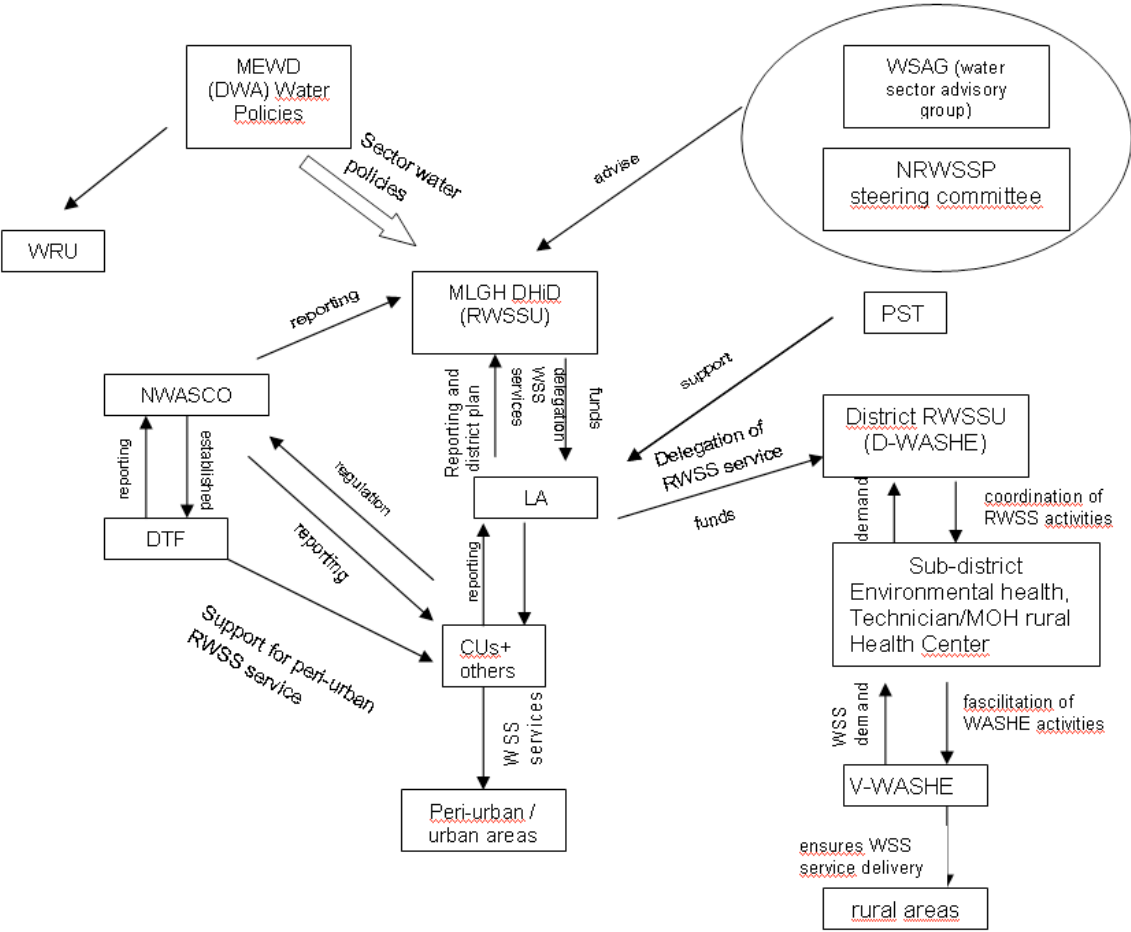 MEWD
(DWA) Water
Policies
WSAG (water
sector advisory
group)
NRWSSP
steering committee
Sector water
policies
advise
WRU
MLGH DHiD
(RWSSU)
PST
reporting
support
NWASCO
Reporting and
district plan
services
WSS
delegation
funds
District RWSSU
(D-WASHE)
Delegation of
RWSS service
funds
reporting
established
regulation
reporting
LA
DTF
demand
coordination of
RWSS activities
reporting
Sub-district
Environmental health,
Technician/MOH rural
Health Center
Support for peri-urban
RWSS service
CUs+
others
WSS
services
WSS
demand
fascilitation of
WASHE activities
V-WASHE
Peri-urban /
urban areas
ensures WSS
service delivery
rural areas